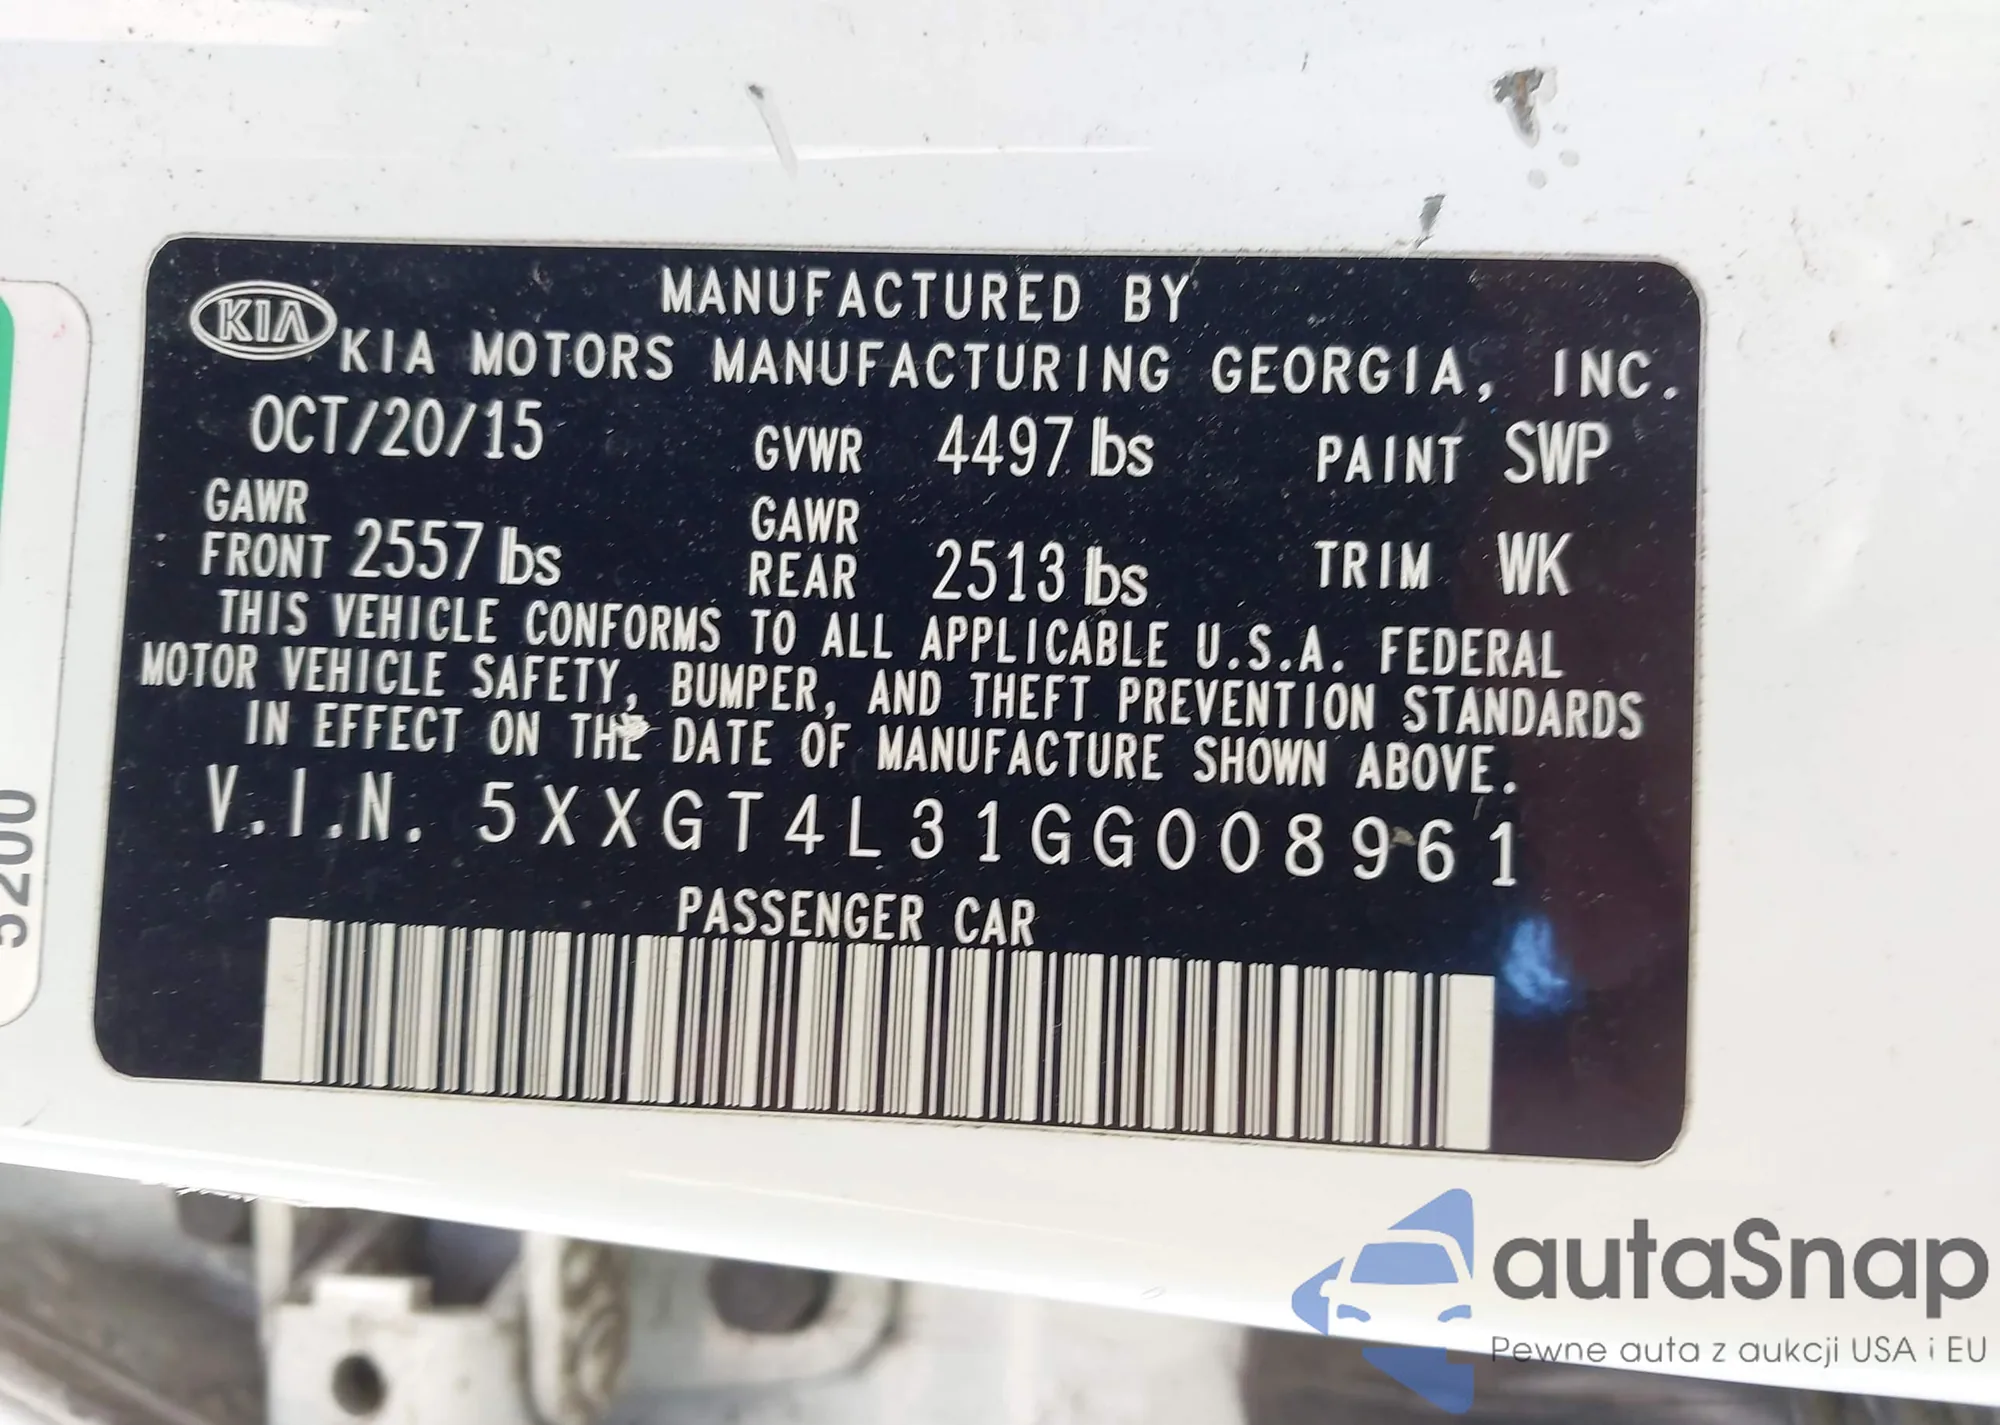 MANUFACTURED BY
KIA
KIA MOTORS MANUFACTURING GEORGIA, INC.
OCT/20/15 GVWR 4497 lbs PAINT SWP
GAWR FRONT 2557 lbs GAWR REAR 2513 lbs TRIM WK
THIS VEHICLE CONFORMS TO ALL APPLICABLE U.S.A. FEDERAL
MOTOR VEHICLE SAFETY, BUMPER, AND THEFT PREVENTION STANDARDS
IN EFFECT ON THE DATE OF MANUFACTURE SHOWN ABOVE.
V.I.N. 5XXGT4L31GG008961
PASSENGER CAR
5200
autaSnap
Pewne auta z aukcji USA i EU